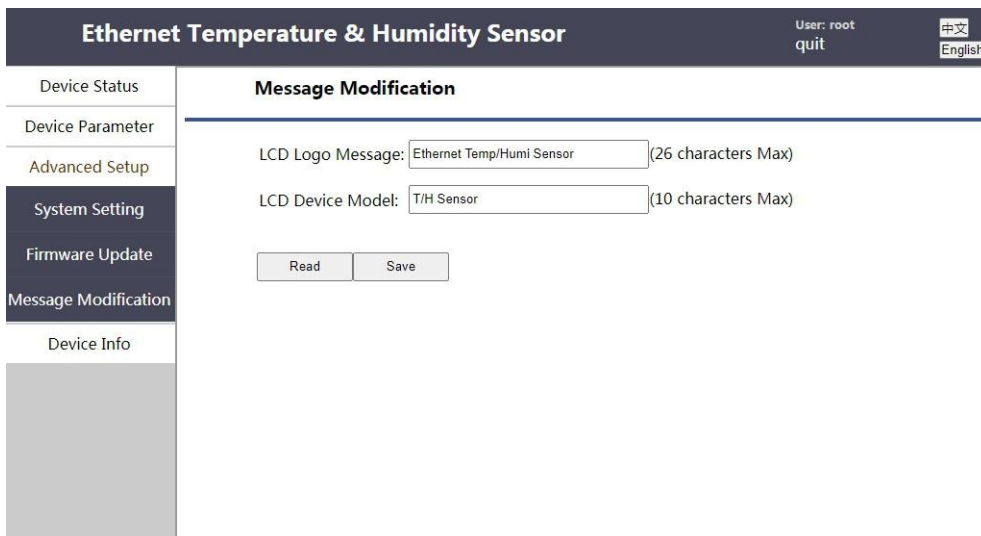 Ethernet Temperature & Humidity Sensor
User: root
quit
中文
English
Device Status
Device Parameter
Advanced Setup
System Setting
Firmware Update
Message Modification
Device Info
Message Modification
LCD Logo Message: Ethernet Temp/Humi Sensor (26 characters Max)
LCD Device Model: T/H Sensor (10 characters Max)
Read Save